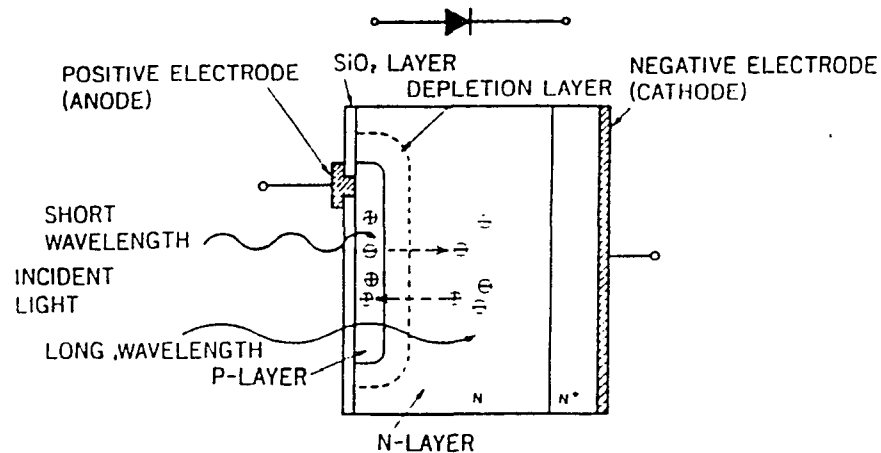 SiO₂ LAYER
POSITIVE ELECTRODE
(ANODE)
DEPLETION LAYER
NEGATIVE ELECTRODE
(CATHODE)
SHORT
WAVELENGTH
INCIDENT
LIGHT
LONG WAVELENGTH
P-LAYER
N
N⁺
N-LAYER